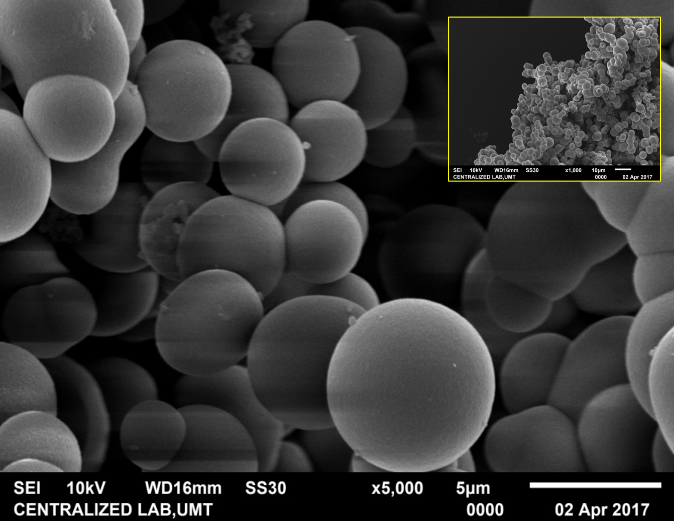 SEI 10kV WD16mm SS30 x1,000 10µm
CENTRALIZED LAB,UMT 0000 02 Apr 2017
SEI 10kV WD16mm SS30 x5,000 5µm
CENTRALIZED LAB,UMT 0000 02 Apr 2017